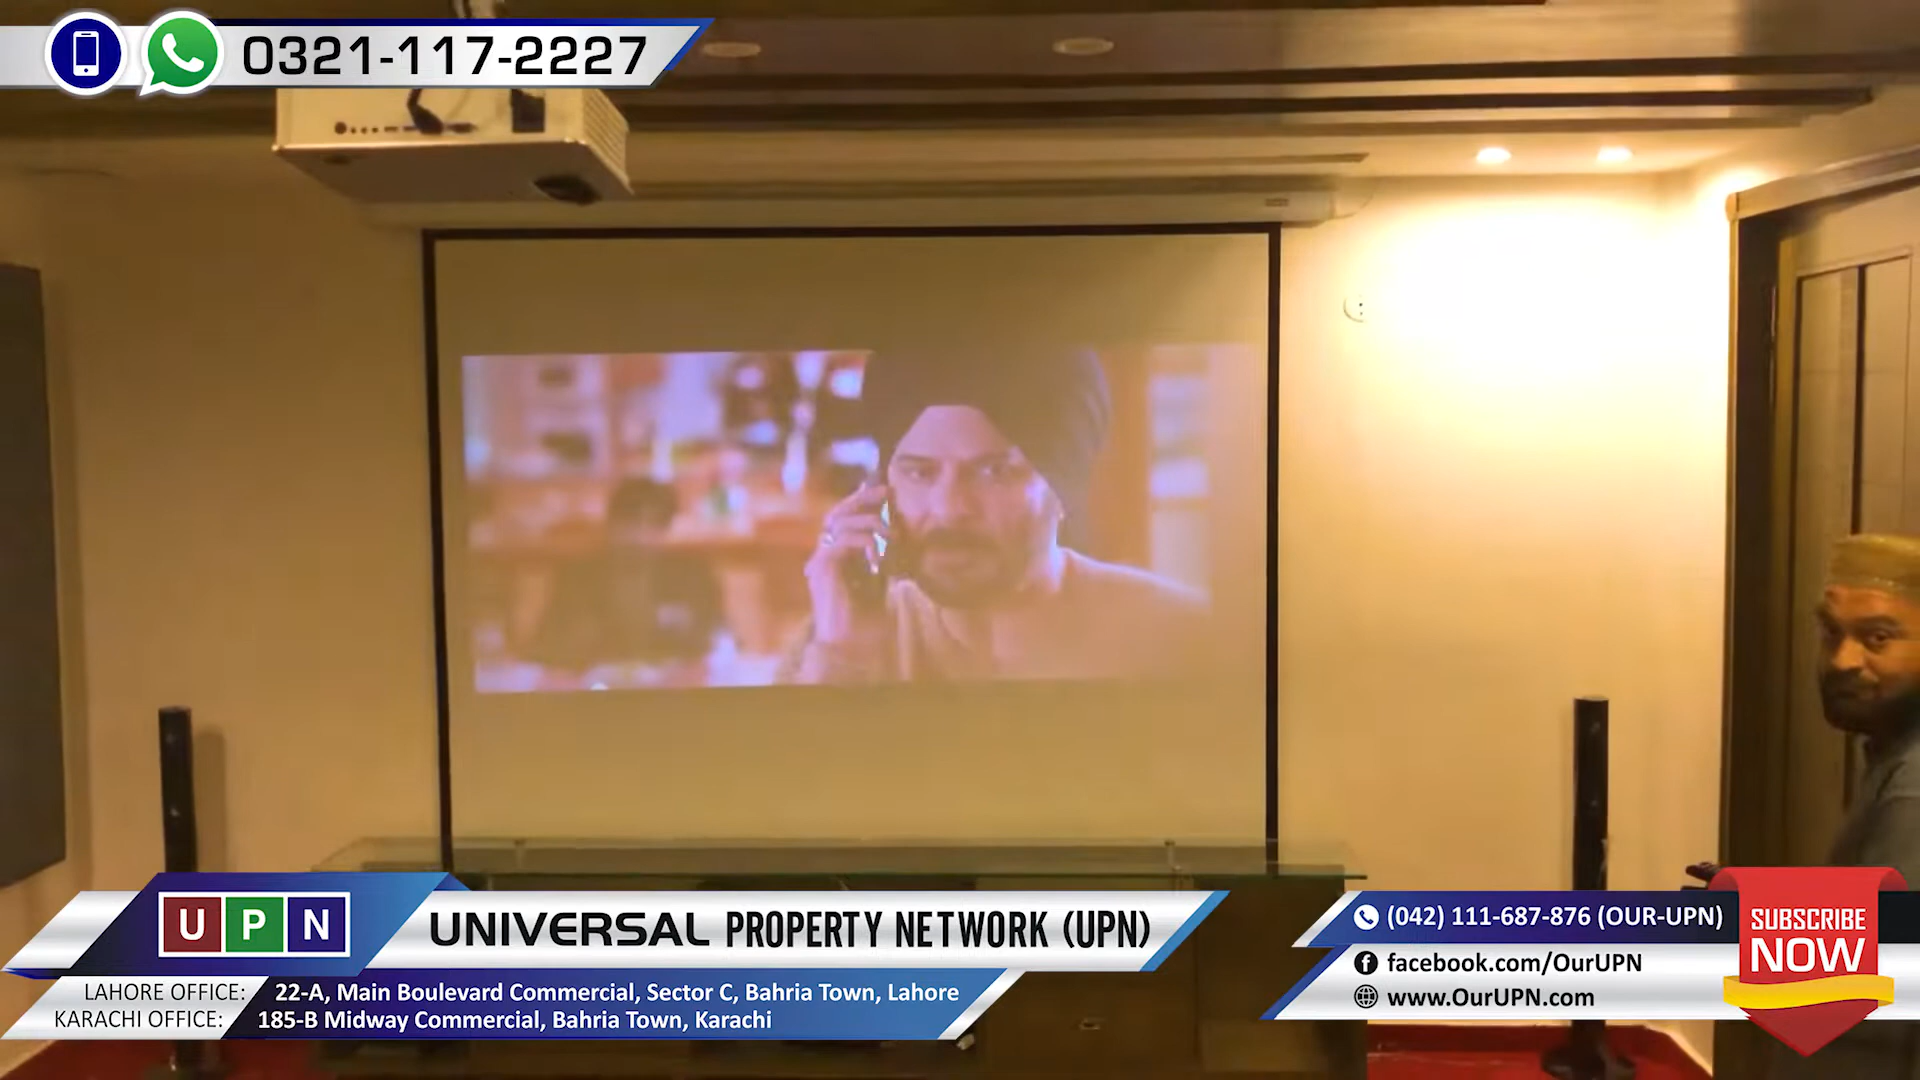 0321-117-2227
UPN
UNIVERSAL PROPERTY NETWORK (UPN)
LAHORE OFFICE: 22-A, Main Boulevard Commercial, Sector C, Bahria Town, Lahore
KARACHI OFFICE: 185-B Midway Commercial, Bahria Town, Karachi
(042) 111-687-876 (OUR-UPN)
facebook.com/OurUPN
www.OurUPN.com
SUBSCRIBE
NOW